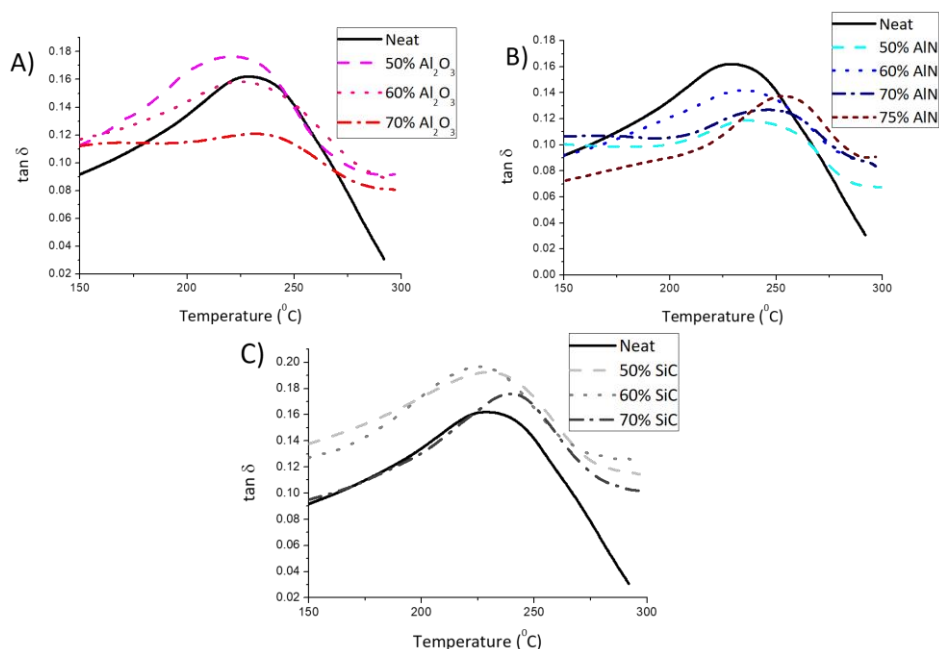 A)
Neat
50% Al2O3
60% Al2O3
70% Al2O3
0.18
0.16
0.14
0.12
0.10
0.08
0.06
0.04
0.02
tan δ
150
200
250
300
Temperature (⁰C)
B)
Neat
50% AlN
60% AlN
70% AlN
75% AlN
0.18
0.16
0.14
0.12
0.10
0.08
0.06
0.04
0.02
0.00
tan δ
150
200
250
300
Temperature (⁰C)
C)
Neat
50% SiC
60% SiC
70% SiC
0.20
0.18
0.16
0.14
0.12
0.10
0.08
0.06
0.04
0.02
tan δ
150
200
250
300
Temperature (⁰C)